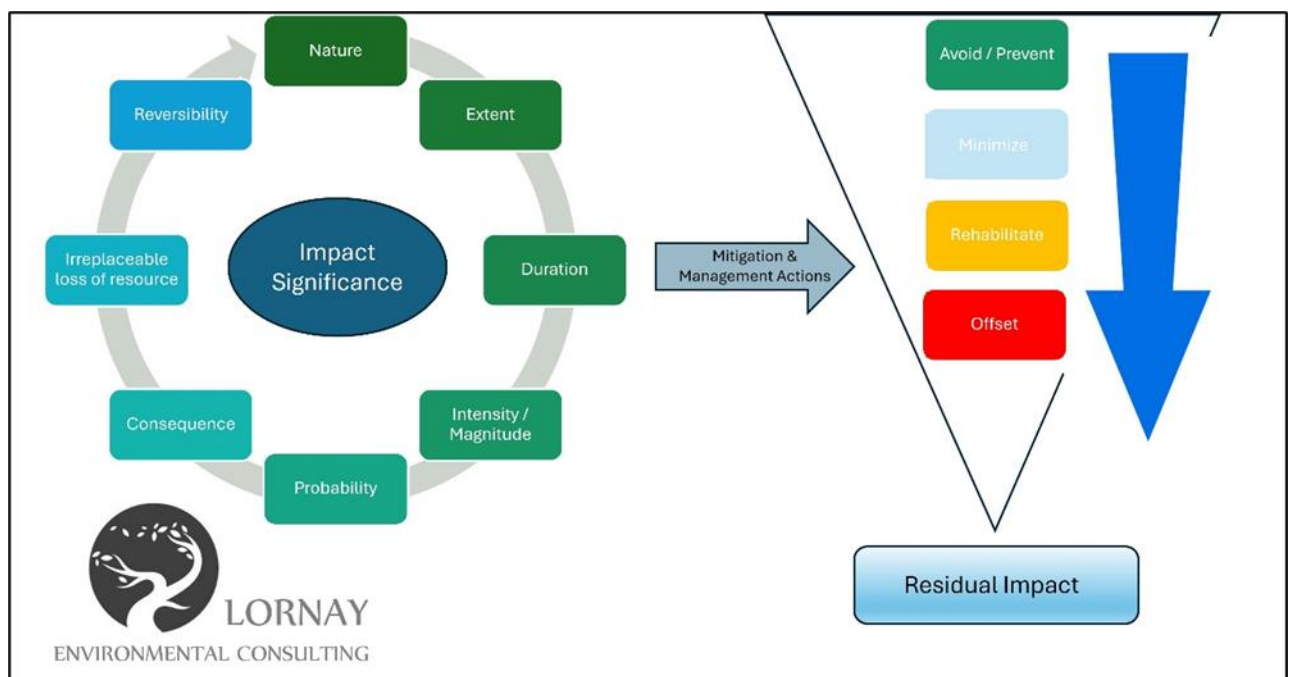 Nature
Extent
Duration
Intensity /
Magnitude
Probability
Consequence
Irreplaceable
loss of resource
Reversibility
Impact
Significance
Mitigation &
Management Actions
Avoid / Prevent
Minimize
Rehabilitate
Offset
Residual Impact
LORNAY
ENVIRONMENTAL CONSULTING